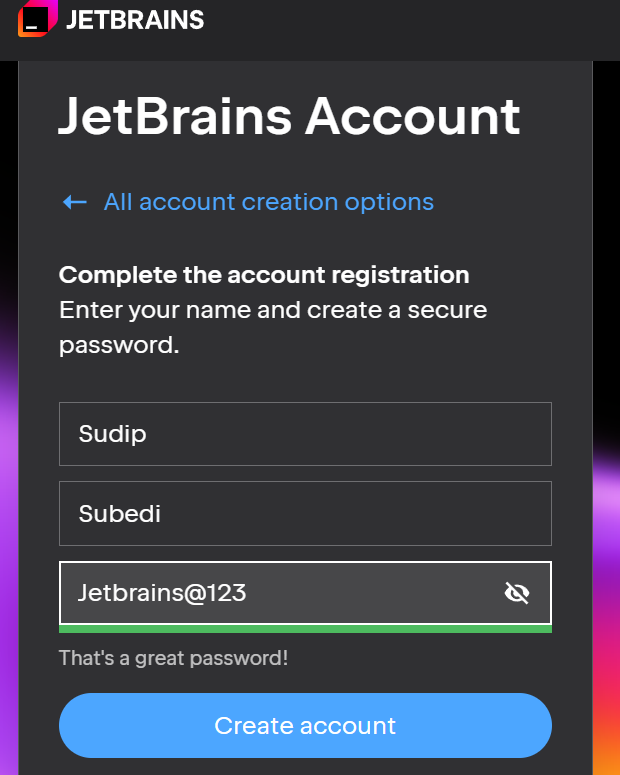 JETBRAINS
JetBrains Account
← All account creation options
Complete the account registration
Enter your name and create a secure
password.
Sudip
Subedi
Jetbrains@123
That's a great password!
Create account